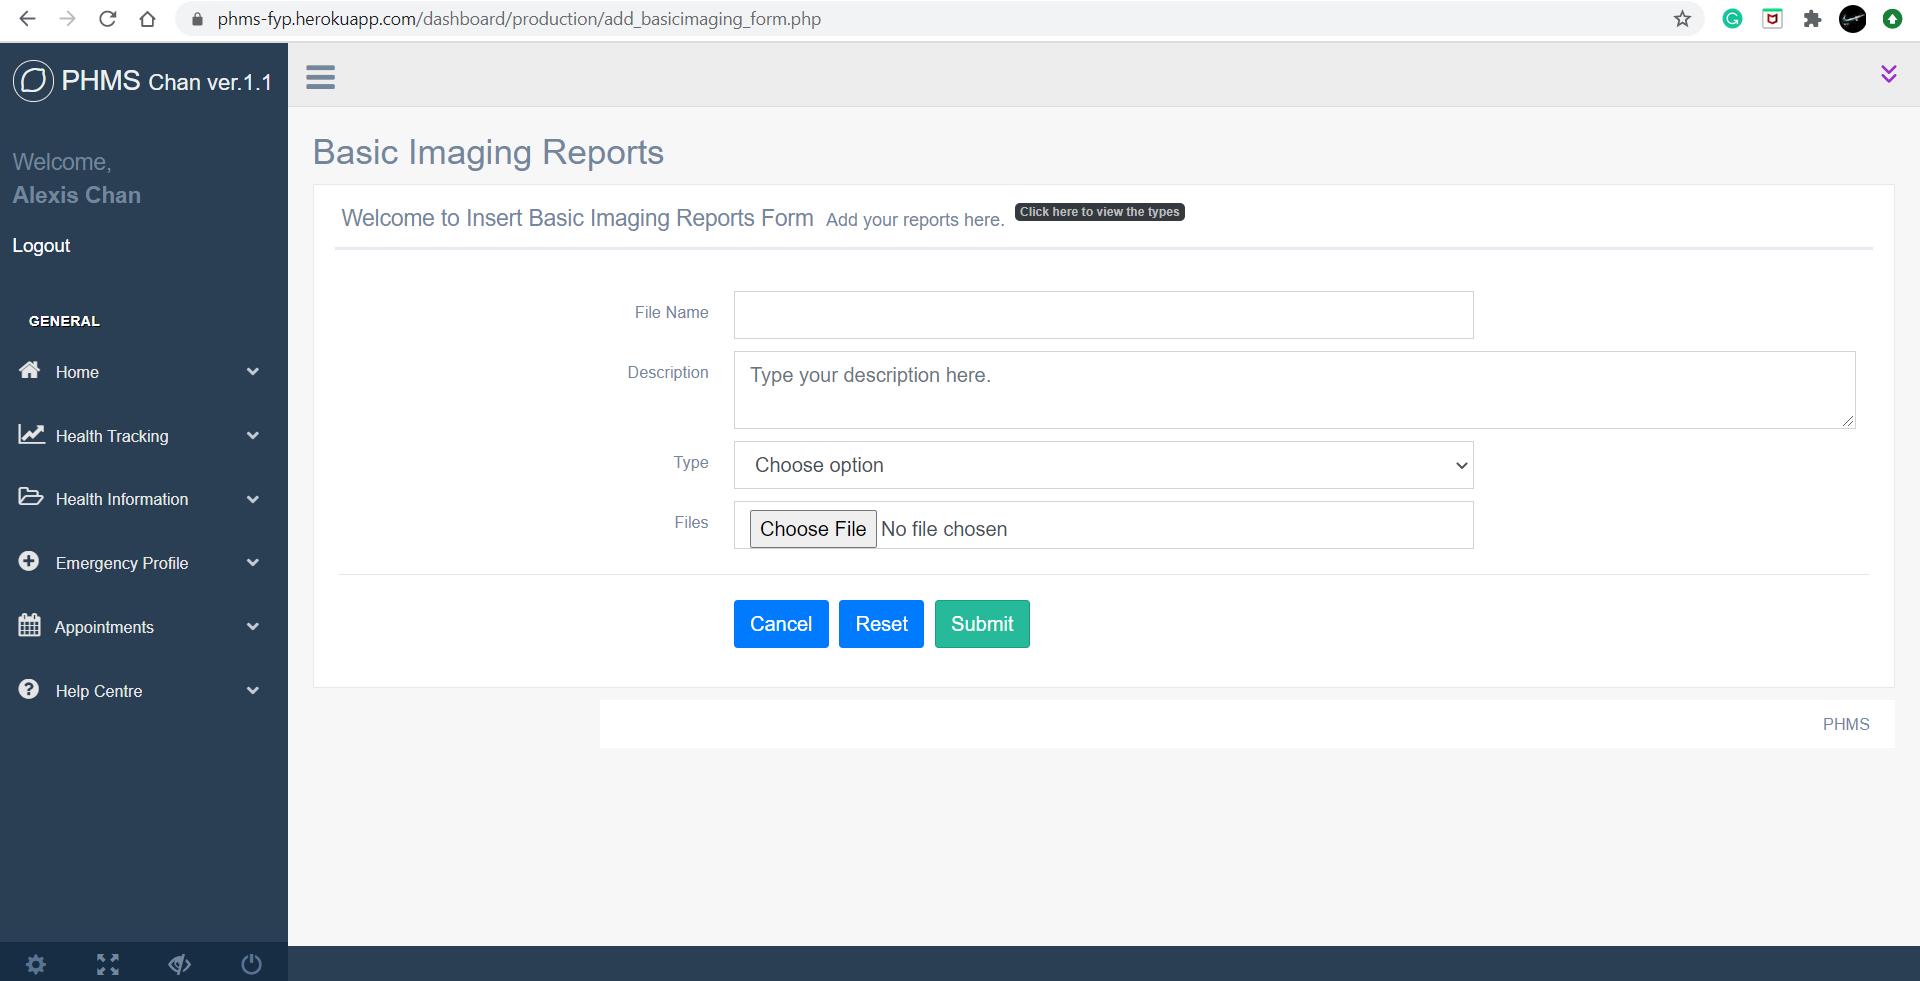 phms-fyp.herokuapp.com/dashboard/production/add_basicimaging_form.php
PHMS Chan ver.1.1
Welcome,
Alexis Chan
Logout
GENERAL
Home
Health Tracking
Health Information
Emergency Profile
Appointments
Help Centre
Basic Imaging Reports
Welcome to Insert Basic Imaging Reports Form Add your reports here. Click here to view the types
File Name
Description Type your description here.
Type Choose option
Files Choose File No file chosen
Cancel Reset Submit
PHMS